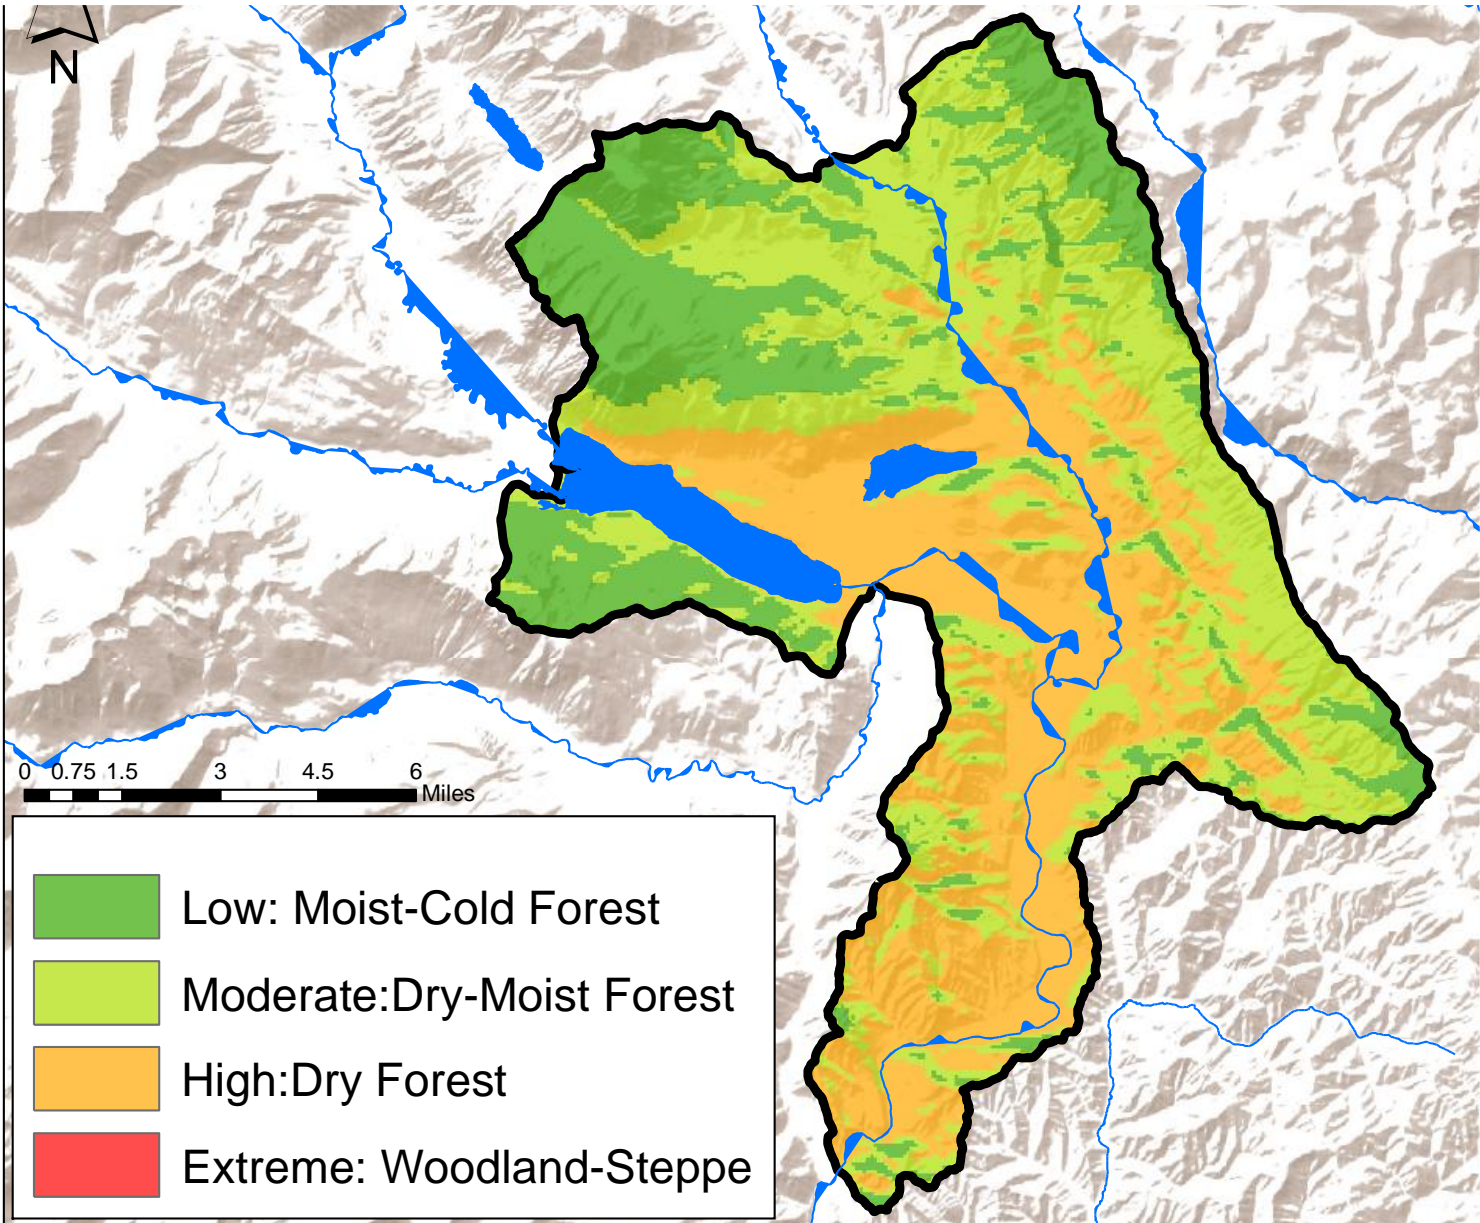 N
0 0.75 1.5 3 4.5 6
Miles
Low: Moist-Cold Forest
Moderate:Dry-Moist Forest
High:Dry Forest
Extreme: Woodland-Steppe